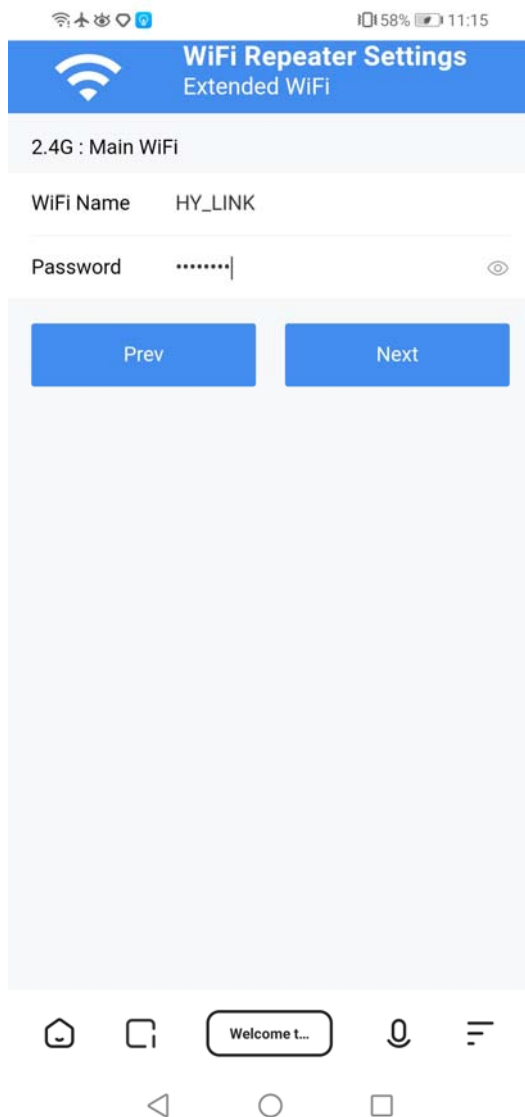 58% 11:15
WiFi Repeater Settings
Extended WiFi
2.4G : Main WiFi
WiFi Name HY_LINK
Password ••••••••
Prev Next
Welcome t...